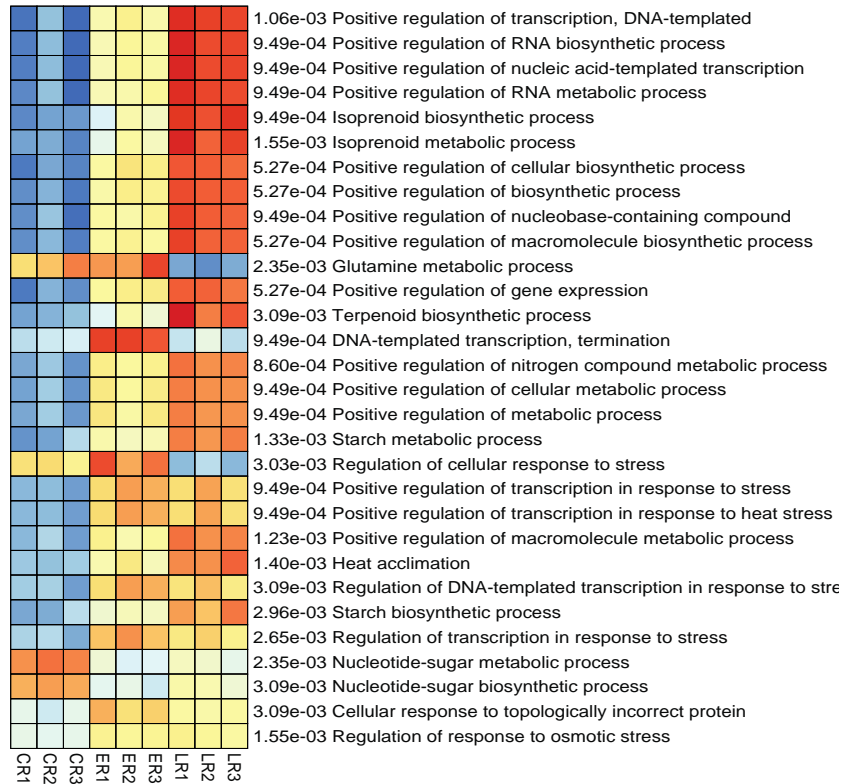 1.06e-03 Positive regulation of transcription, DNA-templated
9.49e-04 Positive regulation of RNA biosynthetic process
9.49e-04 Positive regulation of nucleic acid-templated transcription
9.49e-04 Positive regulation of RNA metabolic process
9.49e-04 Isoprenoid biosynthetic process
1.55e-03 Isoprenoid metabolic process
5.27e-04 Positive regulation of cellular biosynthetic process
5.27e-04 Positive regulation of biosynthetic process
9.49e-04 Positive regulation of nucleobase-containing compound
5.27e-04 Positive regulation of macromolecule biosynthetic process
2.35e-03 Glutamine metabolic process
5.27e-04 Positive regulation of gene expression
3.09e-03 Terpenoid biosynthetic process
9.49e-04 DNA-templated transcription, termination
8.60e-04 Positive regulation of nitrogen compound metabolic process
9.49e-04 Positive regulation of cellular metabolic process
9.49e-04 Positive regulation of metabolic process
1.33e-03 Starch metabolic process
3.03e-03 Regulation of cellular response to stress
9.49e-04 Positive regulation of transcription in response to stress
9.49e-04 Positive regulation of transcription in response to heat stress
1.23e-03 Positive regulation of macromolecule metabolic process
1.40e-03 Heat acclimation
3.09e-03 Regulation of DNA-templated transcription in response to stre
2.96e-03 Starch biosynthetic process
2.65e-03 Regulation of transcription in response to stress
2.35e-03 Nucleotide-sugar metabolic process
3.09e-03 Nucleotide-sugar biosynthetic process
3.09e-03 Cellular response to topologically incorrect protein
1.55e-03 Regulation of response to osmotic stress
CR1 CR2 CR3 ER1 ER2 ER3 LR1 LR2 LR3